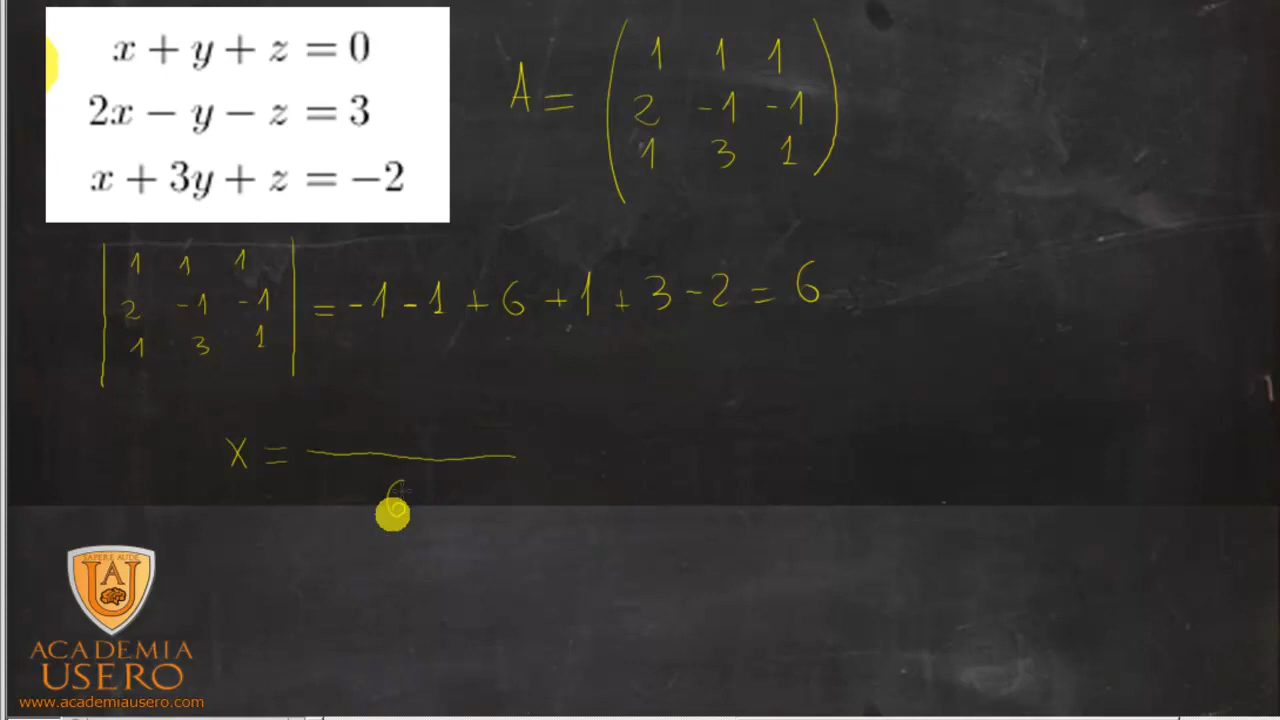 x + y + z = 0
2x − y − z = 3
x + 3y + z = −2
A = ( 1 1 1
2 -1 -1
1 3 1 )
| 1 1 1 |
| 2 -1 -1 | = -1 -1 + 6 + 1 + 3 - 2 = 6
| 1 3 1 |
x = ———
6
SAPERE AUDE
UA
ACADEMIA
USERO
www.academiausero.com